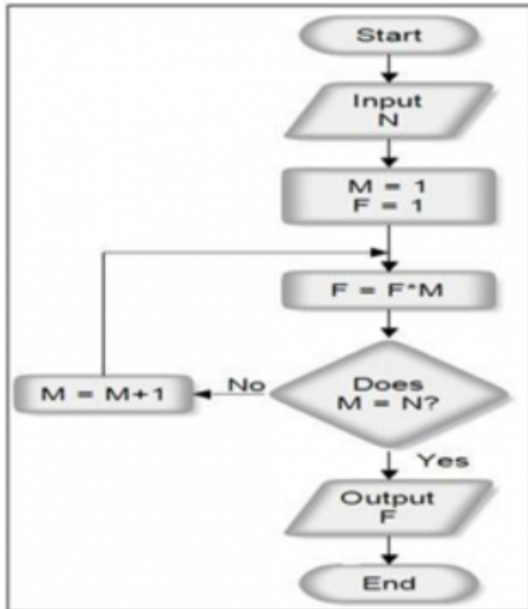 Start
Input
N
M = 1
F = 1
F = F*M
Does
M = N?
No
M = M+1
Yes
Output
F
End